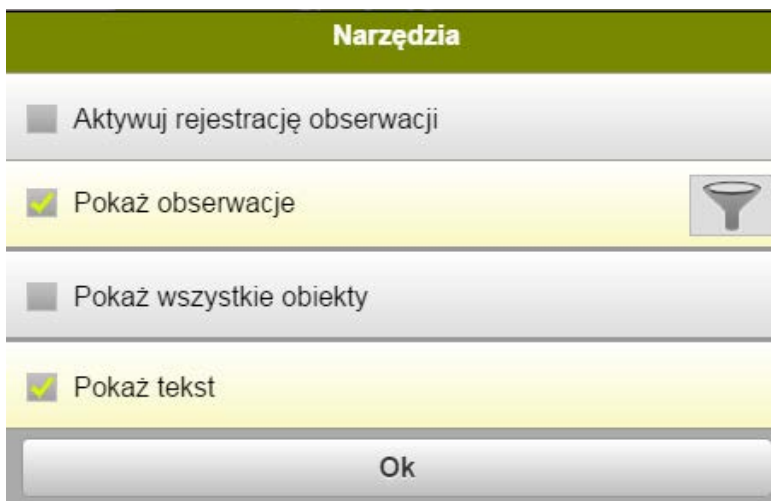 Narzędzia
Aktywuj rejestrację obserwacji
Pokaż obserwacje
Pokaż wszystkie obiekty
Pokaż tekst
Ok